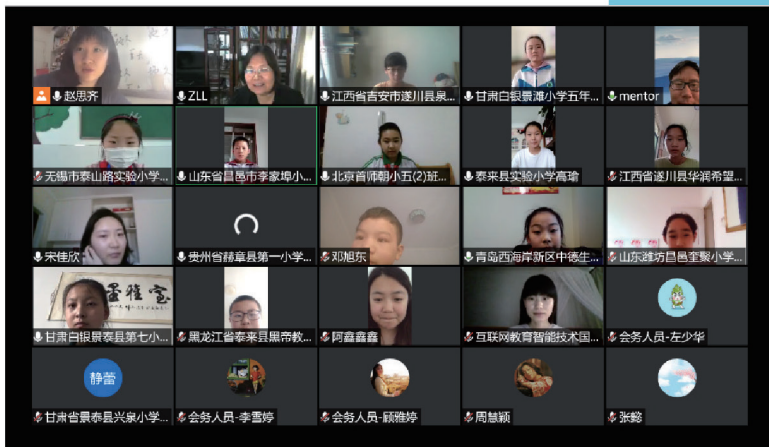 赵思齐
ZLL
江西省吉安市遂川县泉...
甘肃白银景滩小学五年...
mentor
无锡市泰山路实验小学...
山东省昌邑市李家埠小...
北京首师朝小五(2)班...
泰来县实验小学高瑜
江西省遂川县华润希望...
宋佳欣
贵州省赫章县第一小学...
邓旭东
青岛西海岸新区中德生...
山东潍坊昌邑奎聚小学...
甘肃白银景泰县第七小...
黑龙江省泰来县黑帝教...
阿鑫鑫鑫
互联网教育智能技术国...
会务人员-左少华
静蕾
甘肃省景泰县兴泉小学...
会务人员-李雪婷
会务人员-顾雅婷
周慧颖
张懿